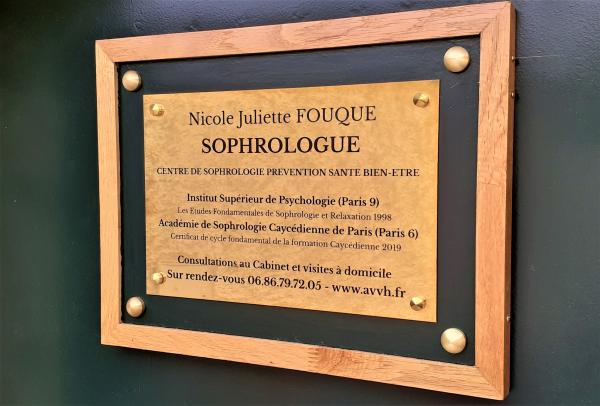 Nicole Juliette FOUQUE
SOPHROLOGUE
CENTRE DE SOPHROLOGIE PREVENTION SANTE BIEN-ETRE
Institut Supérieur de Psychologie (Paris 9)
Les Etudes Fondamentales de Sophrologie et Relaxation 1998
Académie de Sophrologie Caycédienne de Paris (Paris 6)
Certificat de cycle fondamental de la formation Caycédienne 2019
Consultations au Cabinet et visites à domicile
Sur rendez-vous 06.86.79.72.05 - www.avvh.fr